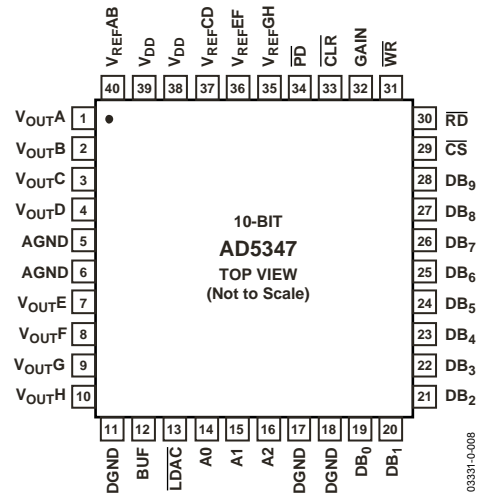 VREFAB
VDD
VDD
VREFCD
VREFEF
VREFGH
PD
CLR
GAIN
WR
40
39
38
37
36
35
34
33
32
31
VOUTA 1
VOUTB 2
VOUTC 3
VOUTD 4
AGND 5
AGND 6
VOUTE 7
VOUTF 8
VOUTG 9
VOUTH 10
10-BIT
AD5347
TOP VIEW
(Not to Scale)
30 RD
29 CS
28 DB9
27 DB8
26 DB7
25 DB6
24 DB5
23 DB4
22 DB3
21 DB2
11
12
13
14
15
16
17
18
19
20
DGND
BUF
LDAC
A0
A1
A2
DGND
DGND
DB0
DB1
03331-0-008